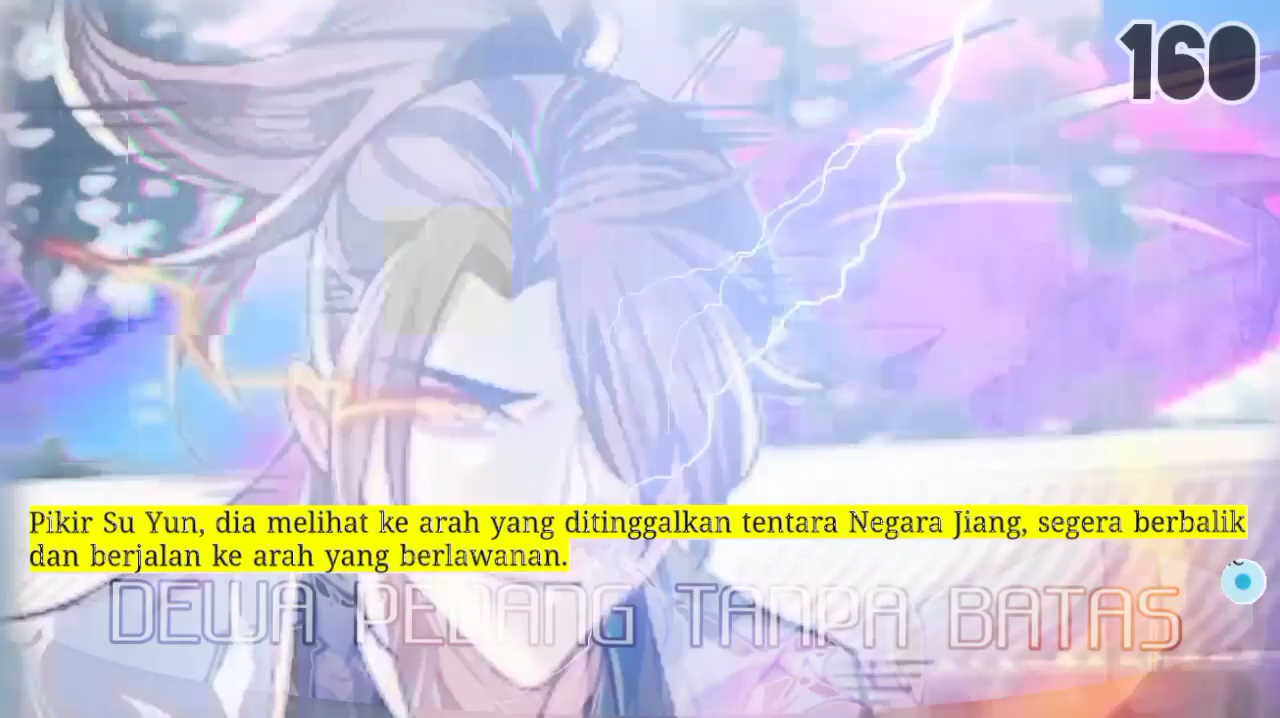 160
Pikir Su Yun, dia melihat ke arah yang ditinggalkan tentara Negara Jiang, segera berbalik
dan berjalan ke arah yang berlawanan.
DEWA PEDANG TANPA BATAS